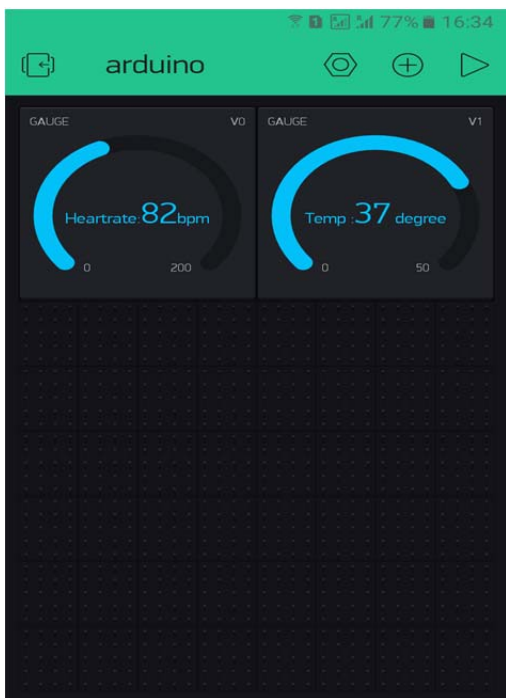 77% 16:34
arduino
GAUGE V0
Heartrate:82bpm
0 200
GAUGE V1
Temp :37 degree
0 50